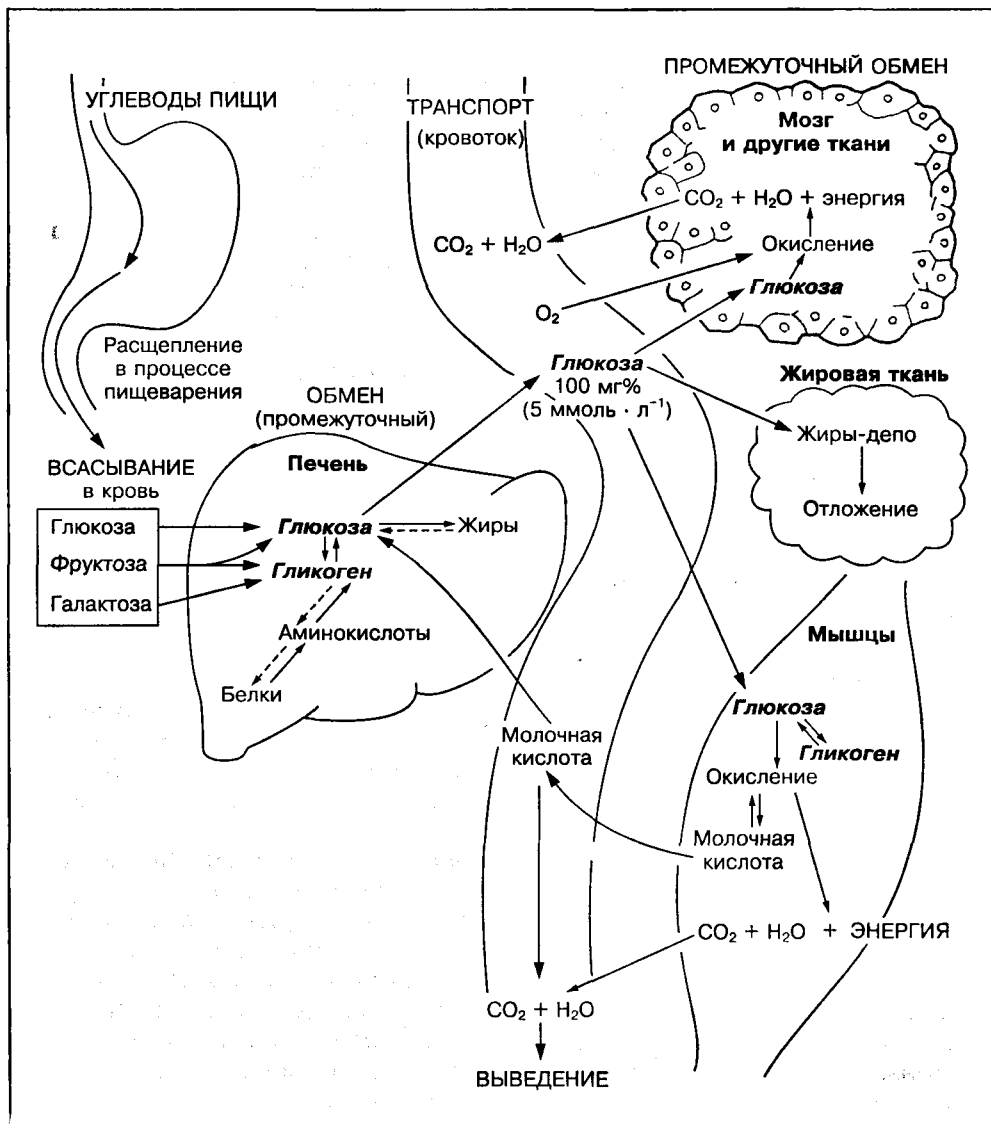 УГЛЕВОДЫ ПИЩИ
Расщепление
в процессе
пищеварения
ВСАСЫВАНИЕ
в кровь
Глюкоза
Фруктоза
Галактоза
ОБМЕН
(промежуточный)
Печень
Глюкоза
Жиры
Гликоген
Аминокислоты
Белки
ТРАНСПОРТ
(кровоток)
CO₂ + H₂O
O₂
Глюкоза
100 мг%
(5 ммоль · л⁻¹)
Молочная
кислота
CO₂ + H₂O
ВЫВЕДЕНИЕ
ПРОМЕЖУТОЧНЫЙ ОБМЕН
Мозг
и другие ткани
CO₂ + H₂O + энергия
Окисление
Глюкоза
Жировая ткань
Жиры-депо
Отложение
Мышцы
Глюкоза
Гликоген
Окисление
Молочная
кислота
CO₂ + H₂O + ЭНЕРГИЯ